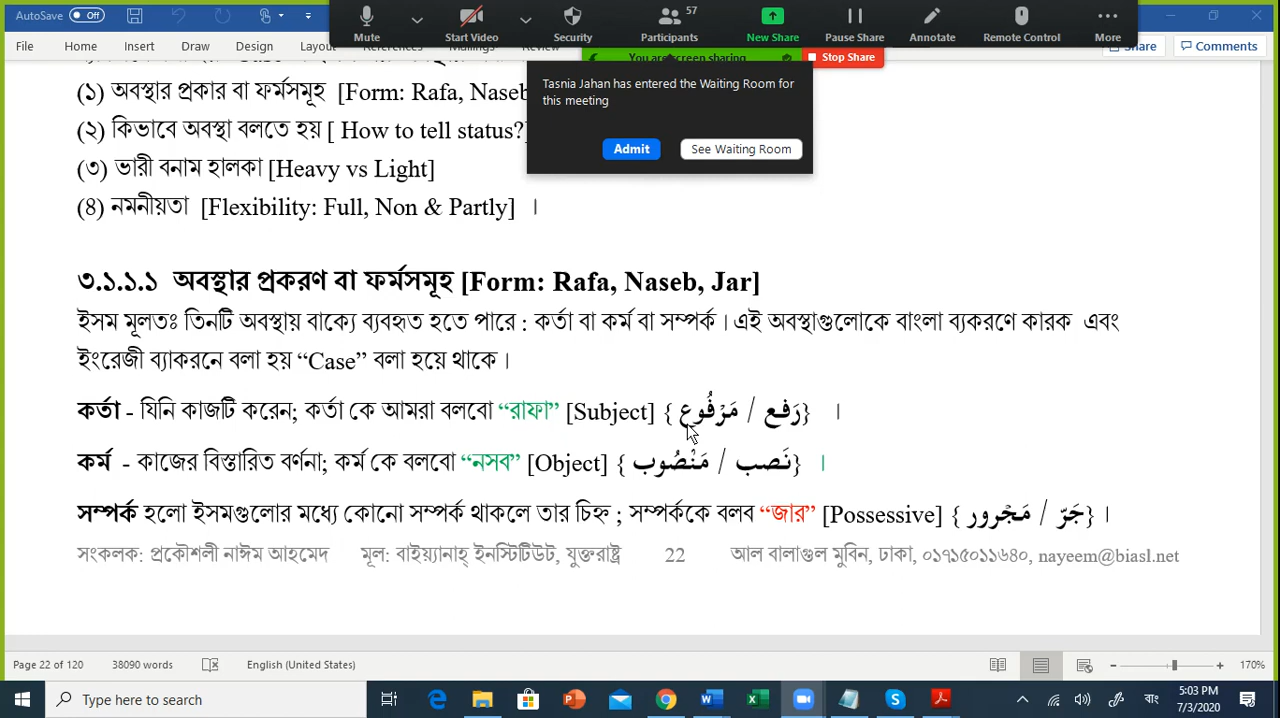 AutoSave Off
Mute
Start Video
Security
Participants
57
New Share
Pause Share
Annotate
Remote Control
More
File Home Insert Draw Design Layout References Mailings Review
Share
Comments
You are screen sharing
Stop Share
Tasnia Jahan has entered the Waiting Room for
this meeting
Admit
See Waiting Room
(১) অবস্থার প্রকার বা ফর্মসমূহ [Form: Rafa, Naseb
(২) কিভাবে অবস্থা বলতে হয় [ How to tell status?]
(৩) ভারী বনাম হালকা [Heavy vs Light]
(8) নমনীয়তা [Flexibility: Full, Non & Partly] ।
৩.১.১.১ অবস্থার প্রকরণ বা ফর্মসমূহ [Form: Rafa, Naseb, Jar]
ইসম মূলতঃ তিনটি অবস্থায় বাক্যে ব্যবহৃত হতে পারে : কর্তা বা কর্ম বা সম্পর্ক। এই অবস্থাগুলোকে বাংলা ব্যকরণে কারক এবং
ইংরেজী ব্যাকরনে বলা হয় “Case” বলা হয়ে থাকে।
কর্তা - যিনি কাজটি করেন; কর্তা কে আমরা বলবো “রাফা” [Subject] { رَفع / مَرْفُوع} ।
কর্ম - কাজের বিস্তারিত বর্ণনা; কর্ম কে বলবো “নসব” [Object] { نَصب / مَنْصُوب} ।
সম্পর্ক হলো ইসমগুলোর মধ্যে কোনো সম্পর্ক থাকলে তার চিহ্ন ; সম্পর্ককে বলব “জার” [Possessive] { جَرّ / مَجْرور} ।
সংকলক: প্রকৌশলী নাঈম আহমেদ মূল: বাইয়্যানাহ্ ইনস্টিটিউট, যুক্তরাষ্ট্র 22 আল বালাগুল মুবিন, ঢাকা, ০১৭১৫০১১৬৪০, nayeem@biasl.net
Page 22 of 120 38090 words English (United States) 170%
Type here to search
বাং
5:03 PM
7/3/2020